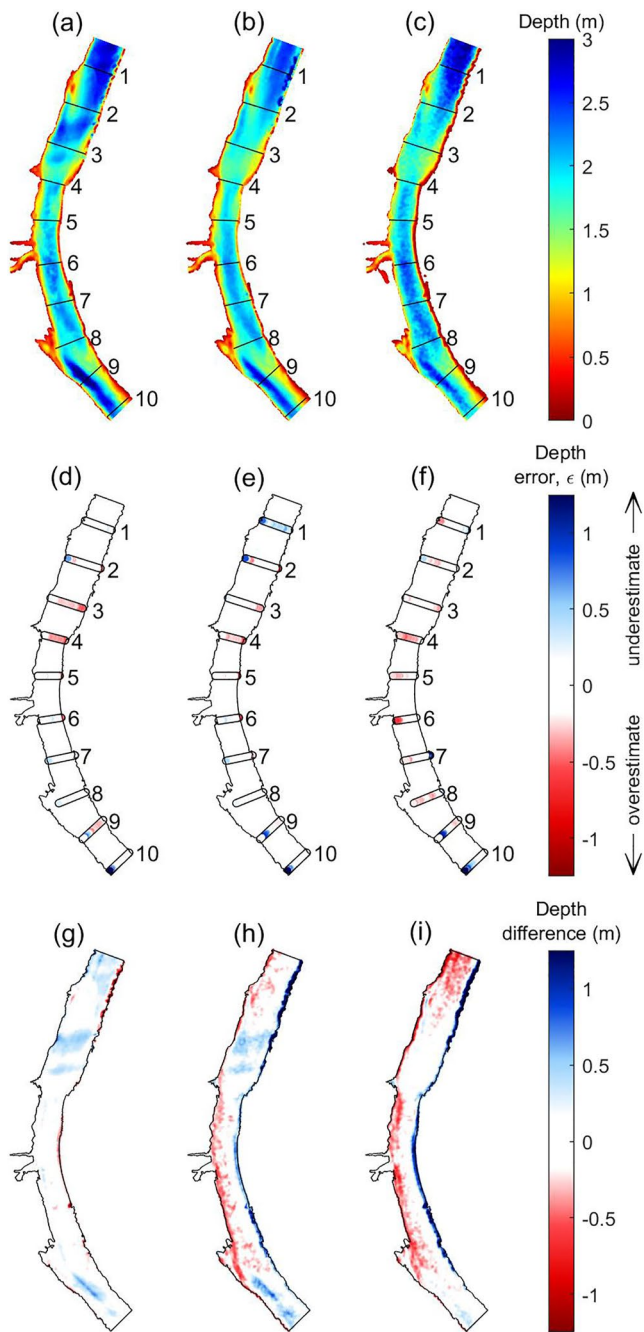 (a) (b) (c) Depth (m)
1 1 1
2 2 2
3 3 3
4 4 4
5 5 5
6 6 6
7 7 7
8 8 8
9 9 9
10 10 10
3
2.5
2
1.5
1
0.5
0
(d) (e) (f) Depth
error, ϵ (m)
1 1 1
2 2 2
3 3 3
4 4 4
5 5 5
6 6 6
7 7 7
8 8 8
9 9 9
10 10 10
1
0.5
0
-0.5
-1
underestimate
overestimate
(g) (h) (i) Depth
difference (m)
1
0.5
0
-0.5
-1